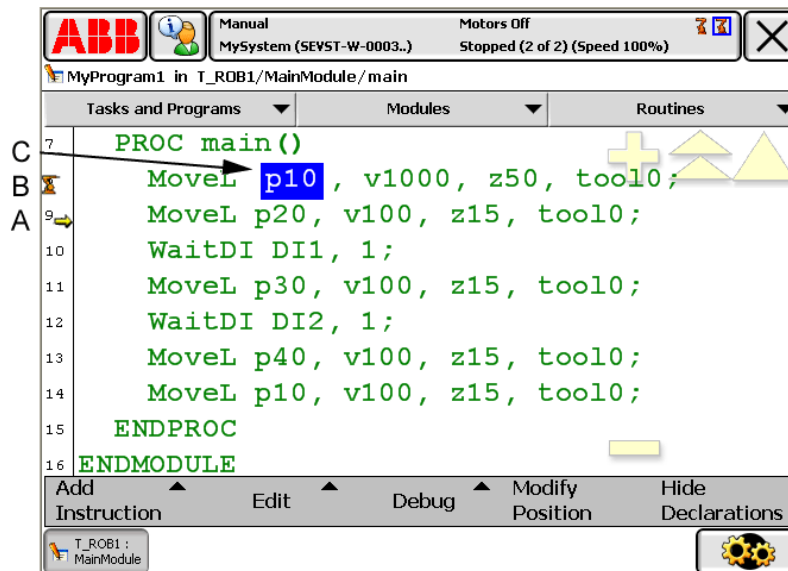 ABB
Manual
MySystem (SEVST-W-0003..)
Motors Off
Stopped (2 of 2) (Speed 100%)
MyProgram1 in T_ROB1/MainModule/main
Tasks and Programs Modules Routines
C
7 PROC main()
B MoveL p10 , v1000, z50, tool0;
A 9 MoveL p20, v100, z15, tool0;
10 WaitDI DI1, 1;
11 MoveL p30, v100, z15, tool0;
12 WaitDI DI2, 1;
13 MoveL p40, v100, z15, tool0;
14 MoveL p10, v100, z15, tool0;
15 ENDPROC
16 ENDMODULE
Add Instruction
Edit
Debug
Modify Position
Hide Declarations
T_ROB1 :
MainModule